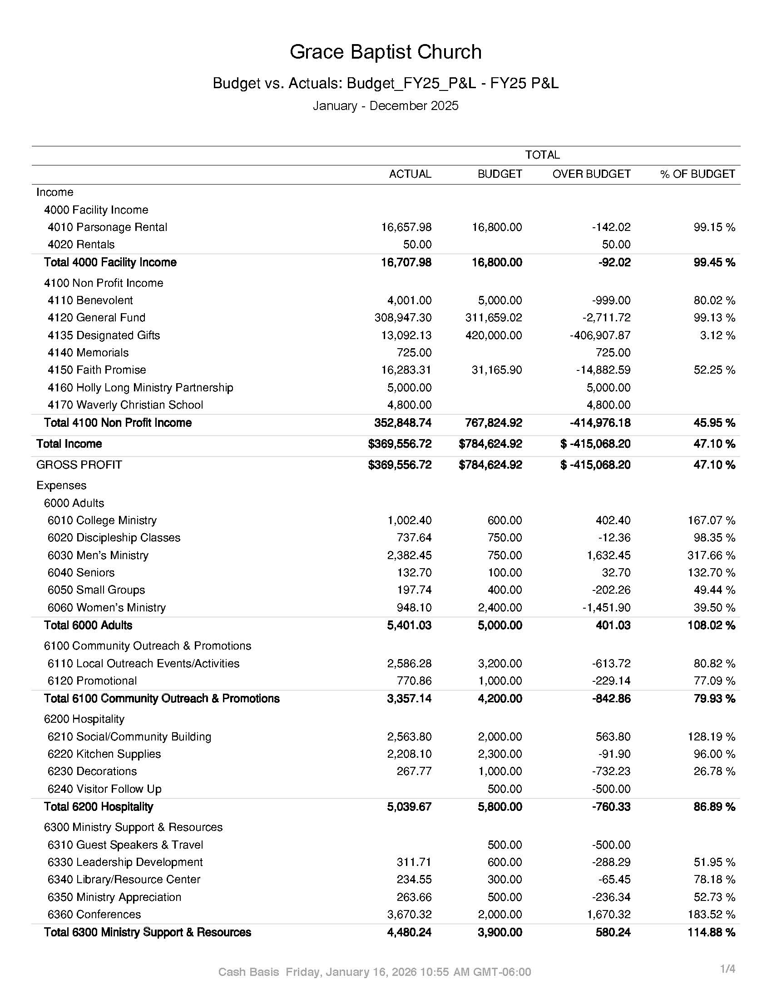 Grace Baptist Church
Budget vs. Actuals: Budget_FY25_P&L - FY25 P&L
January - December 2025
TOTAL
ACTUAL BUDGET OVER BUDGET % OF BUDGET
Income
4000 Facility Income
4010 Parsonage Rental 16,657.98 16,800.00 -142.02 99.15 %
4020 Rentals 50.00 50.00
Total 4000 Facility Income 16,707.98 16,800.00 -92.02 99.45 %
4100 Non Profit Income
4110 Benevolent 4,001.00 5,000.00 -999.00 80.02 %
4120 General Fund 308,947.30 311,659.02 -2,711.72 99.13 %
4135 Designated Gifts 13,092.13 420,000.00 -406,907.87 3.12 %
4140 Memorials 725.00 725.00
4150 Faith Promise 16,283.31 31,165.90 -14,882.59 52.25 %
4160 Holly Long Ministry Partnership 5,000.00 5,000.00
4170 Waverly Christian School 4,800.00 4,800.00
Total 4100 Non Profit Income 352,848.74 767,824.92 -414,976.18 45.95 %
Total Income $369,556.72 $784,624.92 $ -415,068.20 47.10 %
GROSS PROFIT $369,556.72 $784,624.92 $ -415,068.20 47.10 %
Expenses
6000 Adults
6010 College Ministry 1,002.40 600.00 402.40 167.07 %
6020 Discipleship Classes 737.64 750.00 -12.36 98.35 %
6030 Men’s Ministry 2,382.45 750.00 1,632.45 317.66 %
6040 Seniors 132.70 100.00 32.70 132.70 %
6050 Small Groups 197.74 400.00 -202.26 49.44 %
6060 Women’s Ministry 948.10 2,400.00 -1,451.90 39.50 %
Total 6000 Adults 5,401.03 5,000.00 401.03 108.02 %
6100 Community Outreach & Promotions
6110 Local Outreach Events/Activities 2,586.28 3,200.00 -613.72 80.82 %
6120 Promotional 770.86 1,000.00 -229.14 77.09 %
Total 6100 Community Outreach & Promotions 3,357.14 4,200.00 -842.86 79.93 %
6200 Hospitality
6210 Social/Community Building 2,563.80 2,000.00 563.80 128.19 %
6220 Kitchen Supplies 2,208.10 2,300.00 -91.90 96.00 %
6230 Decorations 267.77 1,000.00 -732.23 26.78 %
6240 Visitor Follow Up 500.00 -500.00
Total 6200 Hospitality 5,039.67 5,800.00 -760.33 86.89 %
6300 Ministry Support & Resources
6310 Guest Speakers & Travel 500.00 -500.00
6330 Leadership Development 311.71 600.00 -288.29 51.95 %
6340 Library/Resource Center 234.55 300.00 -65.45 78.18 %
6350 Ministry Appreciation 263.66 500.00 -236.34 52.73 %
6360 Conferences 3,670.32 2,000.00 1,670.32 183.52 %
Total 6300 Ministry Support & Resources 4,480.24 3,900.00 580.24 114.88 %
Cash Basis Friday, January 16, 2026 10:55 AM GMT-06:00 1/4